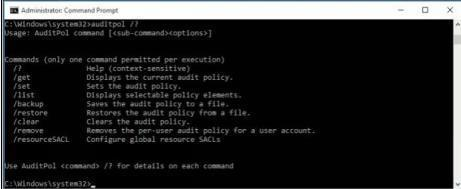 Administrator: Command Prompt
C:\Windows\system32>auditpol /?
Usage: AuditPol command [<sub-command><options>]
Commands (only one command permitted per execution)
/? Help (context-sensitive)
/get Displays the current audit policy.
/set Sets the audit policy.
/list Displays selectable policy elements.
/backup Saves the audit policy to a file.
/restore Restores the audit policy from a file.
/clear Clears the audit policy.
/remove Removes the per-user audit policy for a user account.
/resourceSACL Configure global resource SACLs
Use AuditPol <command> /? for details on each command
C:\Windows\system32>_